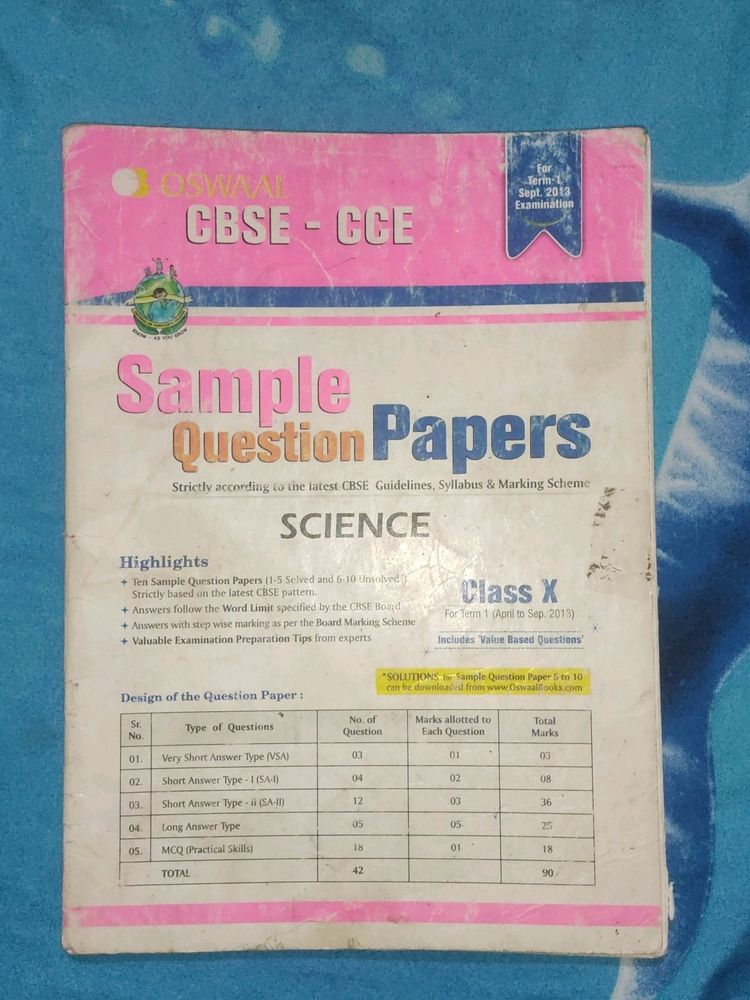 OSWAAL
CBSE - CCE
For
Term-1
Sept. 2013
Examination
KNOW - AS YOU GROW
Sample
Question Papers
Strictly according to the latest CBSE Guidelines, Syllabus & Marking Scheme
SCIENCE
Highlights
Ten Sample Question Papers (1-5 Solved and 6-10 Unsolved*)
Strictly based on the latest CBSE pattern.
Answers follow the Word Limit specified by the CBSE Board
Answers with step wise marking as per the Board Marking Scheme
Valuable Examination Preparation Tips from experts
Class X
For Term 1 (April to Sep. 2013)
Includes 'Value Based Questions'
*SOLUTIONS for Sample Question Paper 6 to 10
can be downloaded from www.OswaalBooks.com
Design of the Question Paper :
Sr. No. Type of Questions No. of Question Marks allotted to Each Question Total Marks
01. Very Short Answer Type (VSA) 03 01 03
02. Short Answer Type - I (SA-I) 04 02 08
03. Short Answer Type - ii (SA-II) 12 03 36
04. Long Answer Type 05 05 25
05. MCQ (Practical Skills) 18 01 18
TOTAL 42 90